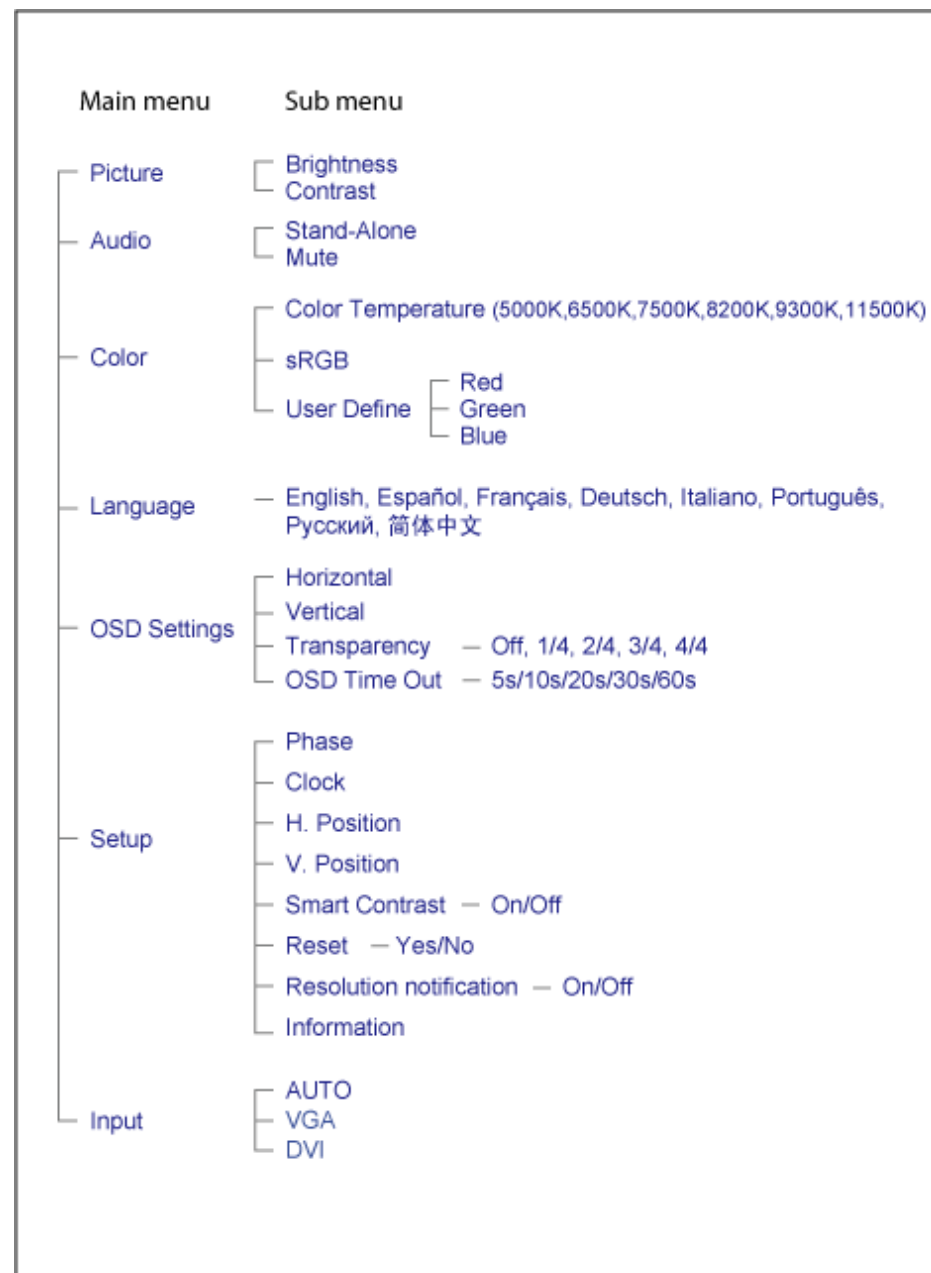 Main menu Sub menu
Picture Brightness
Contrast
Audio Stand-Alone
Mute
Color Temperature (5000K,6500K,7500K,8200K,9300K,11500K)
Color sRGB
Red
User Define Green
Blue
Language English, Español, Français, Deutsch, Italiano, Português,
Русский, 简体中文
Horizontal
Vertical
OSD Settings
Transparency — Off, 1/4, 2/4, 3/4, 4/4
OSD Time Out — 5s/10s/20s/30s/60s
Phase
Clock
H. Position
Setup
V. Position
Smart Contrast — On/Off
Reset — Yes/No
Resolution notification — On/Off
Information
AUTO
Input VGA
DVI